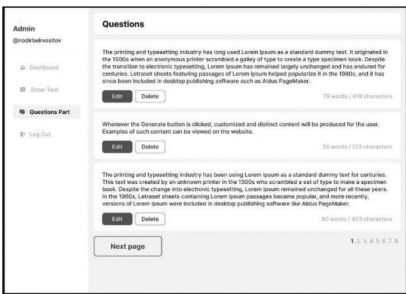 Admin
@nodirbekvositov
Dashboard
Enter Text
Questions Part
Log Out
Questions
The printing and typesetting industry has long used Lorem Ipsum as a standard dummy text. It originated in
the 1500s when an anonymous printer scrambled a galley of type to create a type specimen book. Despite
the transition to electronic typesetting, Lorem Ipsum has remained largely unchanged and has endured for
centuries. Letraset sheets featuring passages of Lorem Ipsum helped popularize it in the 1960s, and it has
since been included in desktop publishing software such as Aldus PageMaker.
Edit Delete 79 words / 419 characters
Whenever the Generate button is clicked, customized and distinct content will be produced for the user.
Examples of such content can be viewed on the website.
Edit Delete 26 words / 133 characters
The printing and typesetting industry has been using Lorem Ipsum as a standard dummy text for centuries.
This text was created by an unknown printer in the 1500s who scrambled a set of type to make a specimen
book. Despite the change into electronic typesetting, Lorem Ipsum remained unchanged for all these years.
In the 1960s, Letraset sheets containing Lorem Ipsum passages became popular, and more recently,
versions of Lorem Ipsum were included in desktop publishing software like Aldus PageMaker.
Edit Delete 80 words / 423 characters
Next page 1. 2. 3. 4. 5. 6. 7. 8